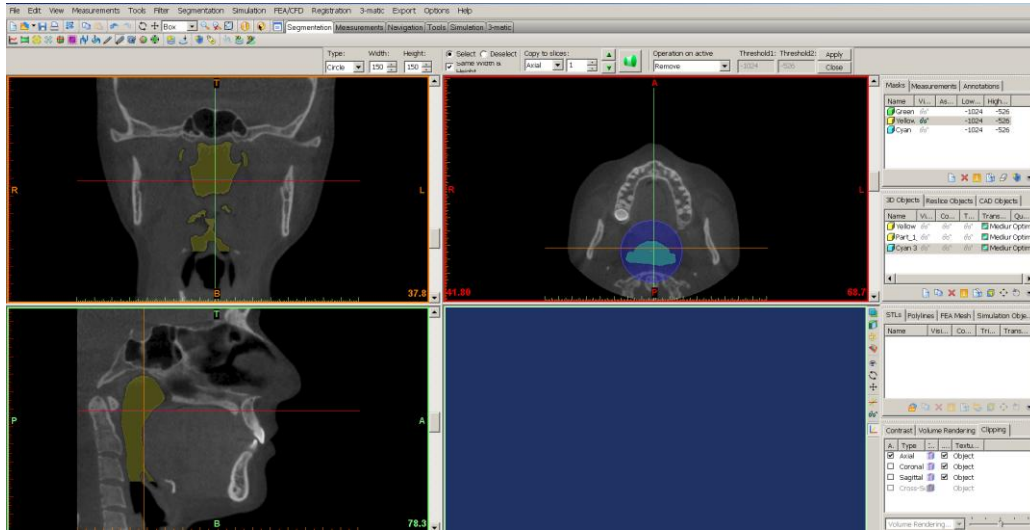 File Edit View Measurements Tools Filter Segmentation Simulation FEA/CFD Registration 3-matic Export Options Help
Box Segmentation Measurements Navigation Tools Simulation 3-matic
Type: Width: Height: Select Deselect Copy to slices: Operation on active Threshold1: Threshold2: Apply
Circle 150 150 Same Width & Height Axial 1 Remove -1024 -526 Close
T
R
L
B
37.8
A
R
L
P
41.80
68.7
T
P
A
B
78.3
Masks Measurements Annotations
Name Vi... As... Low... High...
Green -1024 -526
Yellow -1024 -526
Cyan -1024 -526
3D Objects Reslice Objects CAD Objects
Name Vi... Co... T... Trans... Qu...
Yellow Mediur Optim
Part_1_ Mediur Optim
Cyan 3 Mediur Optim
STLs Polylines FEA Mesh Simulation Obje...
Name Visi... Co... Tri... Trans...
Contrast Volume Rendering Clipping
A. Type ... Textu...
Axial Object
Coronal Object
Sagittal Object
Cross-Se Object
Volume Rendering...